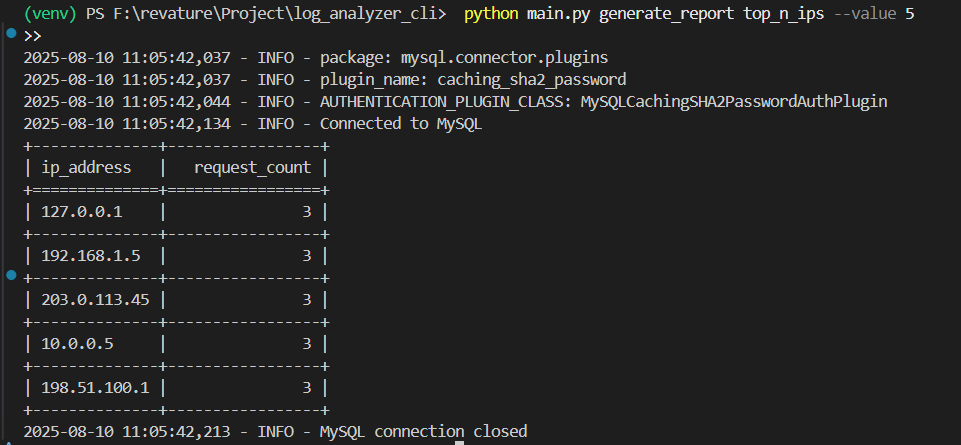 (venv) PS F:\revature\Project\log_analyzer_cli>  python main.py generate_report top_n_ips --value 5
>>
2025-08-10 11:05:42,037 - INFO - package: mysql.connector.plugins
2025-08-10 11:05:42,037 - INFO - plugin_name: caching_sha2_password
2025-08-10 11:05:42,044 - INFO - AUTHENTICATION_PLUGIN_CLASS: MySQLCachingSHA2PasswordAuthPlugin
2025-08-10 11:05:42,134 - INFO - Connected to MySQL
+--------------+-----------------+
| ip_address   |   request_count |
+==============+=================+
| 127.0.0.1    |               3 |
+--------------+-----------------+
| 192.168.1.5  |               3 |
+--------------+-----------------+
| 203.0.113.45 |               3 |
+--------------+-----------------+
| 10.0.0.5     |               3 |
+--------------+-----------------+
| 198.51.100.1 |               3 |
+--------------+-----------------+
2025-08-10 11:05:42,213 - INFO - MySQL connection closed